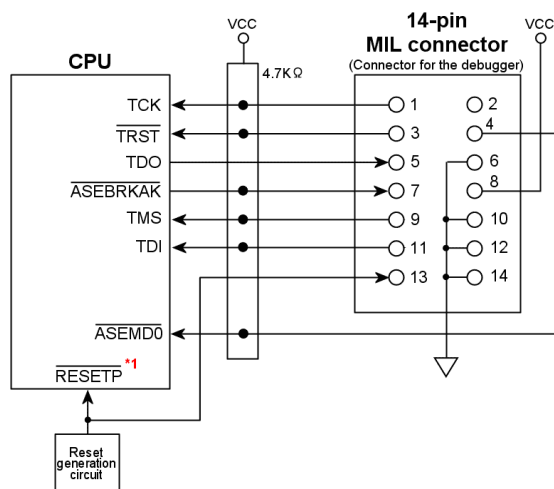 VCC
14-pin
MIL connector
(Connector for the debugger)
VCC
CPU
4.7KΩ
TCK
1
2
TRST
3
4
TDO
5
6
ASEBRKAK
7
8
TMS
9
10
TDI
11
12
13
14
ASEMD0
RESETP *1
Reset
generation
circuit